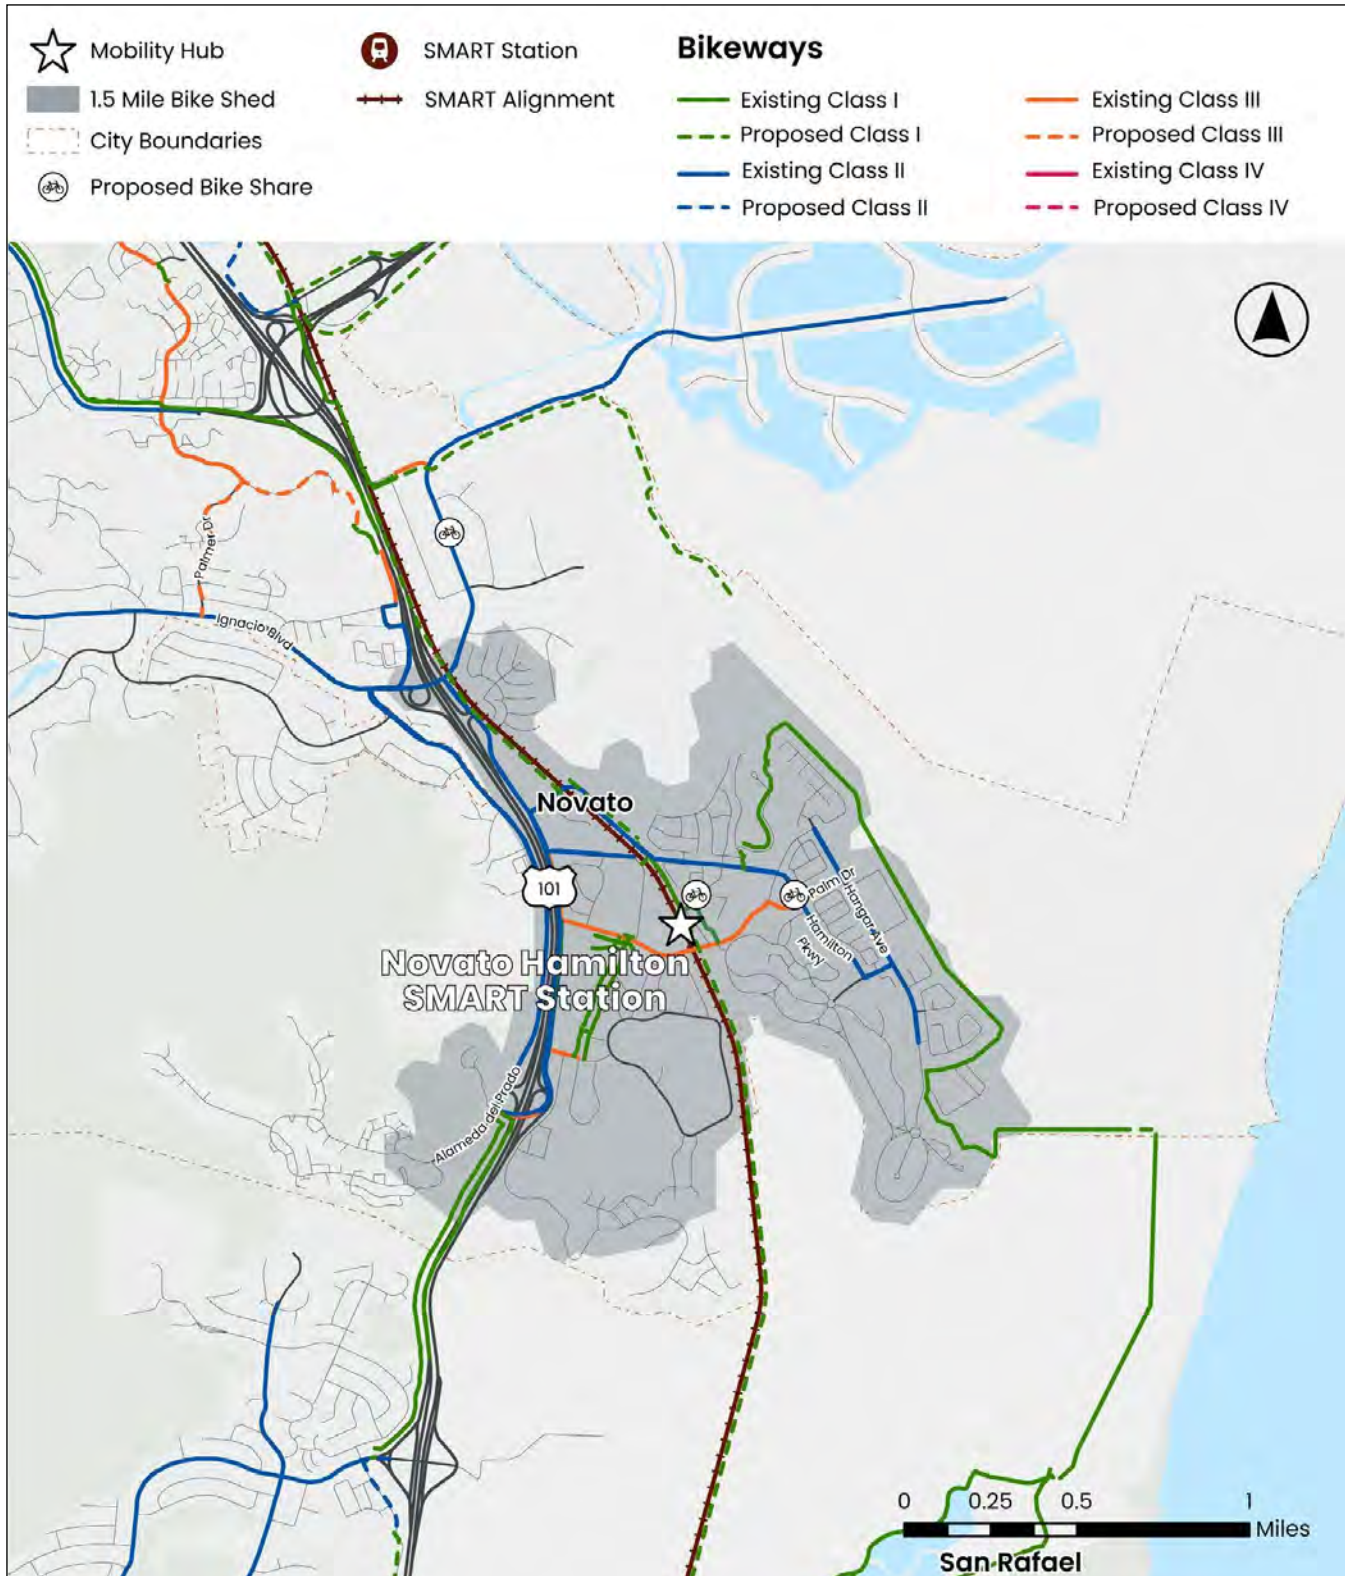 Mobility Hub
1.5 Mile Bike Shed
City Boundaries
Proposed Bike Share
SMART Station
SMART Alignment
Bikeways
Existing Class I
Proposed Class I
Existing Class II
Proposed Class II
Existing Class III
Proposed Class III
Existing Class IV
Proposed Class IV
Palmer Dr
Ignacio Blvd
Novato
101
Palm Dr
Hangar Ave
Hamilton
Pkwy
Novato Hamilton
SMART Station
Alameda del Prado
0 0.25 0.5 1
Miles
San Rafael